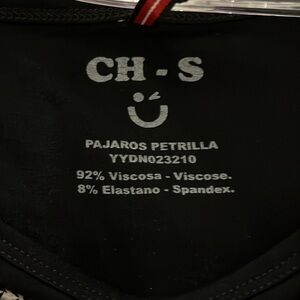 CH - S
PAJAROS PETRILLA
YYDN023210
92% Viscosa - Viscose.
8% Elastano - Spandex.